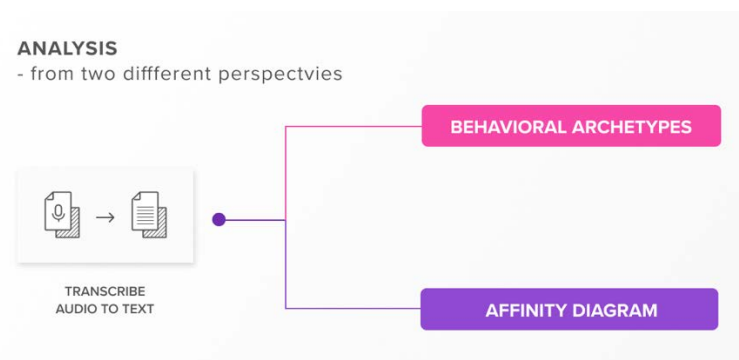 ANALYSIS
- from two diffferent perspectvies
BEHAVIORAL ARCHETYPES
TRANSCRIBE
AUDIO TO TEXT
AFFINITY DIAGRAM